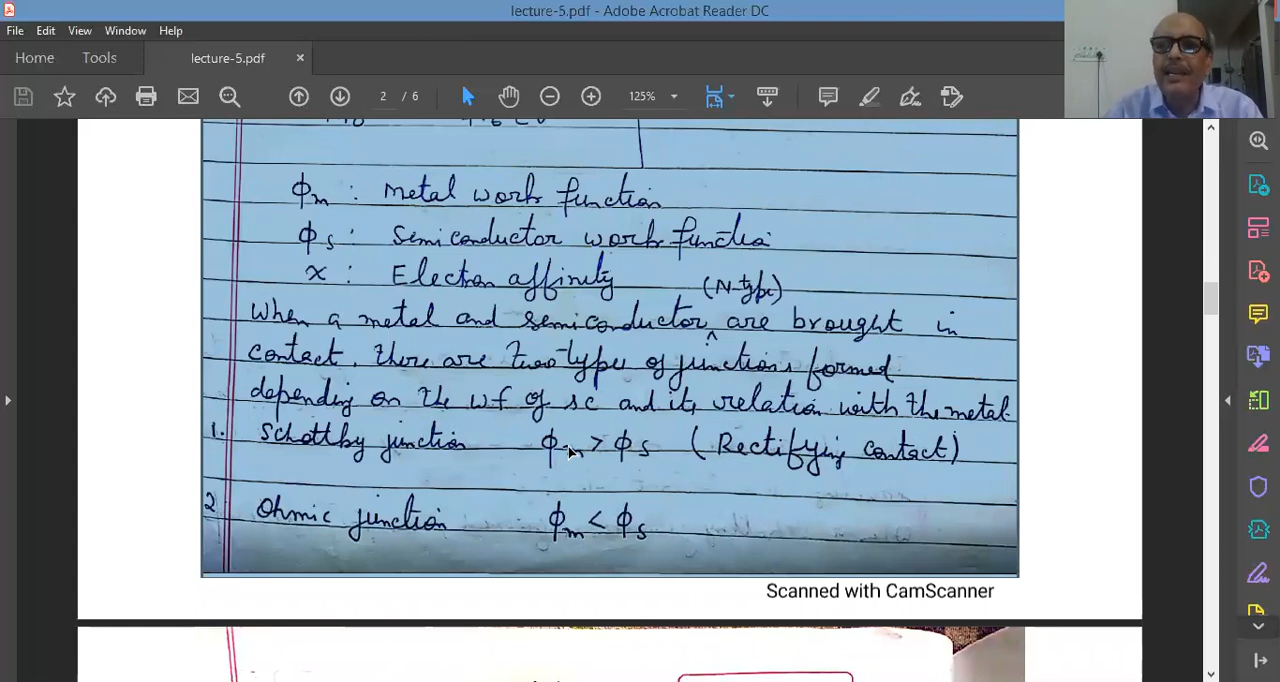 lecture-5.pdf - Adobe Acrobat Reader DC
File Edit View Window Help
Home Tools lecture-5.pdf ×
2 / 6 125%
ϕm : Metal work function
ϕs : Semiconductor work functio
x : Electron affinity (N-type)
When a metal and semiconductor ^ are brought in
contact, there are two types of junctions formed
depending on the wf of sc and its relation with the metal
1. Schottky junction ϕm > ϕs (Rectifying contact)
2 Ohmic junction ϕm < ϕs
Scanned with CamScanner